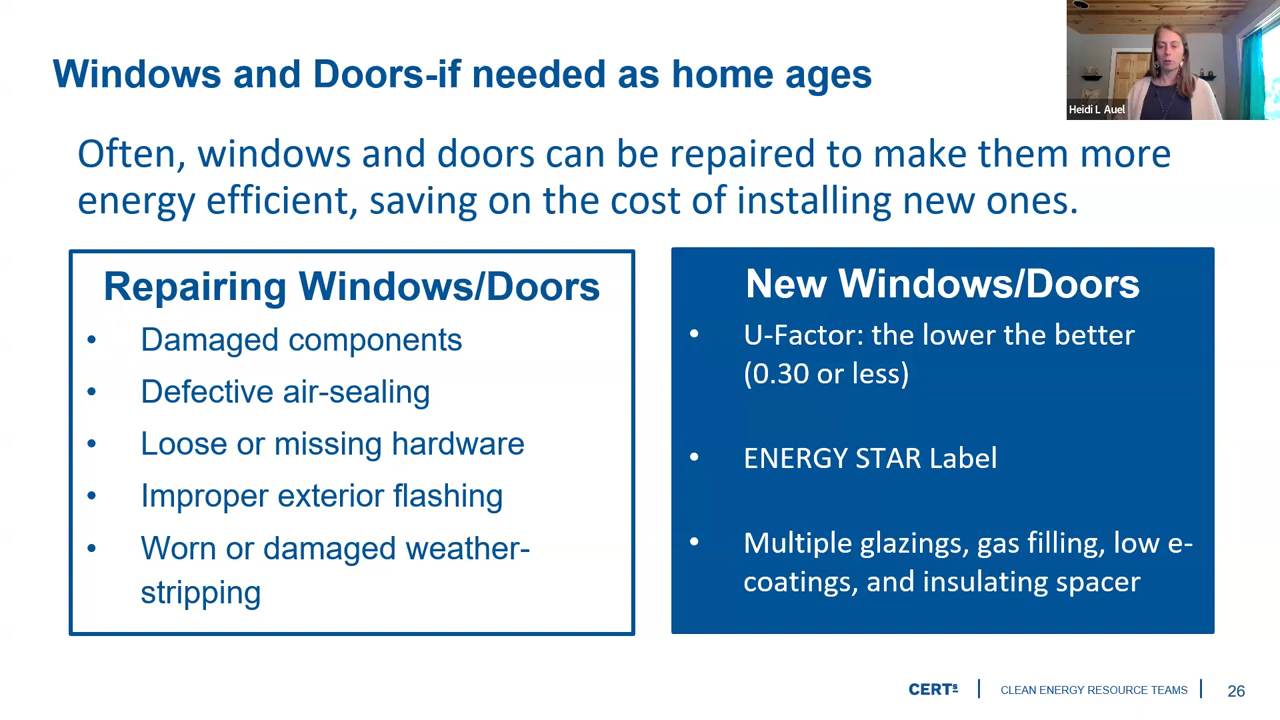 Windows and Doors-if needed as home ages
Heidi L Auel
Often, windows and doors can be repaired to make them more
energy efficient, saving on the cost of installing new ones.
Repairing Windows/Doors
• Damaged components
• Defective air-sealing
• Loose or missing hardware
• Improper exterior flashing
• Worn or damaged weather-
stripping
New Windows/Doors
• U-Factor: the lower the better
(0.30 or less)
• ENERGY STAR Label
• Multiple glazings, gas filling, low e-
coatings, and insulating spacer
CERTs | CLEAN ENERGY RESOURCE TEAMS | 26